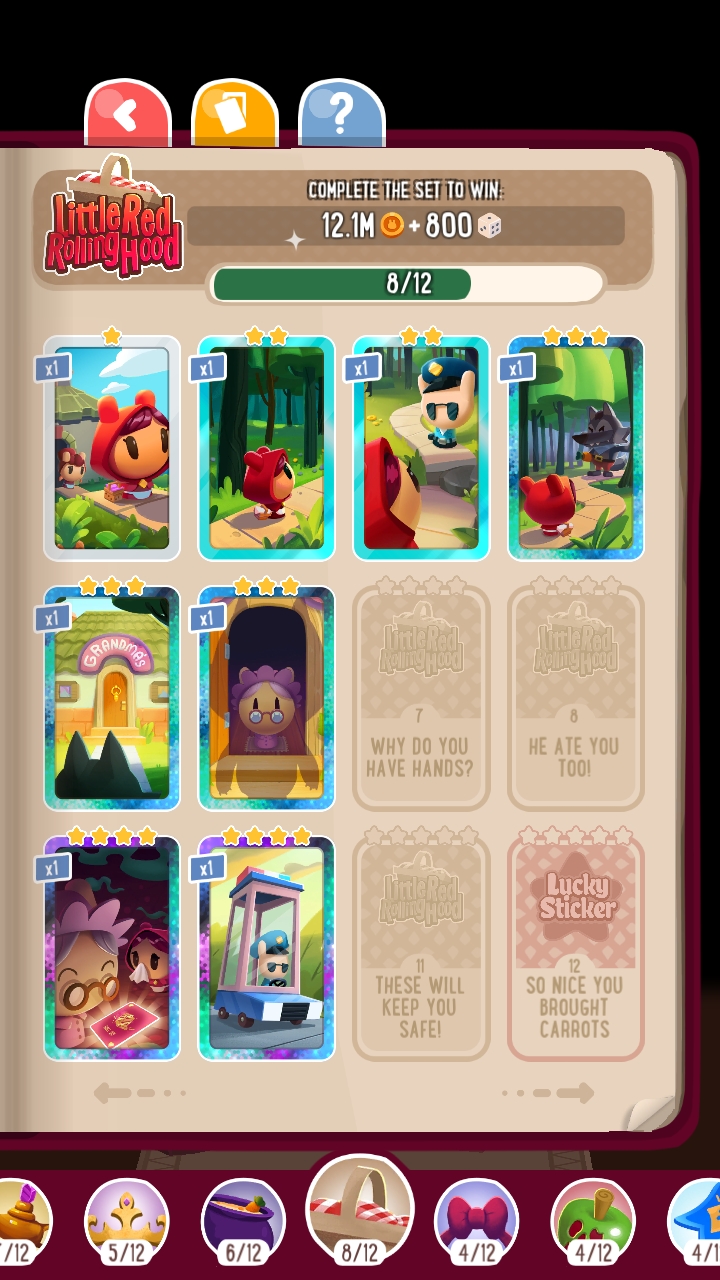 ?
COMPLETE THE SET TO WIN:
12.1M + 800
Little Red
Rolling Hood
8/12
x1
x1
x1
x1
x1
GRANDMA'S
x1
Little Red
Rolling Hood
7
WHY DO YOU
HAVE HANDS?
Little Red
Rolling Hood
8
HE ATE YOU
TOO!
x1
x1
Little Red
Rolling Hood
11
THESE WILL
KEEP YOU
SAFE!
Lucky
Sticker
12
SO NICE YOU
BROUGHT
CARROTS
/12
5/12
6/12
8/12
4/12
4/12
4/1